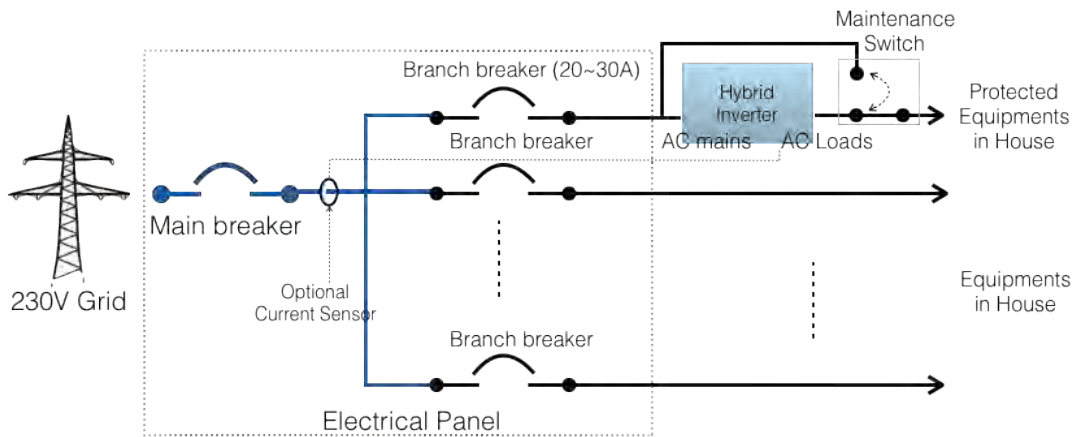 Maintenance
Switch
Branch breaker (20~30A)
Hybrid
Inverter
Protected
Equipments
in House
Branch breaker
AC mains
AC Loads
Main breaker
230V Grid
Optional
Current Sensor
Equipments
in House
Branch breaker
Electrical Panel